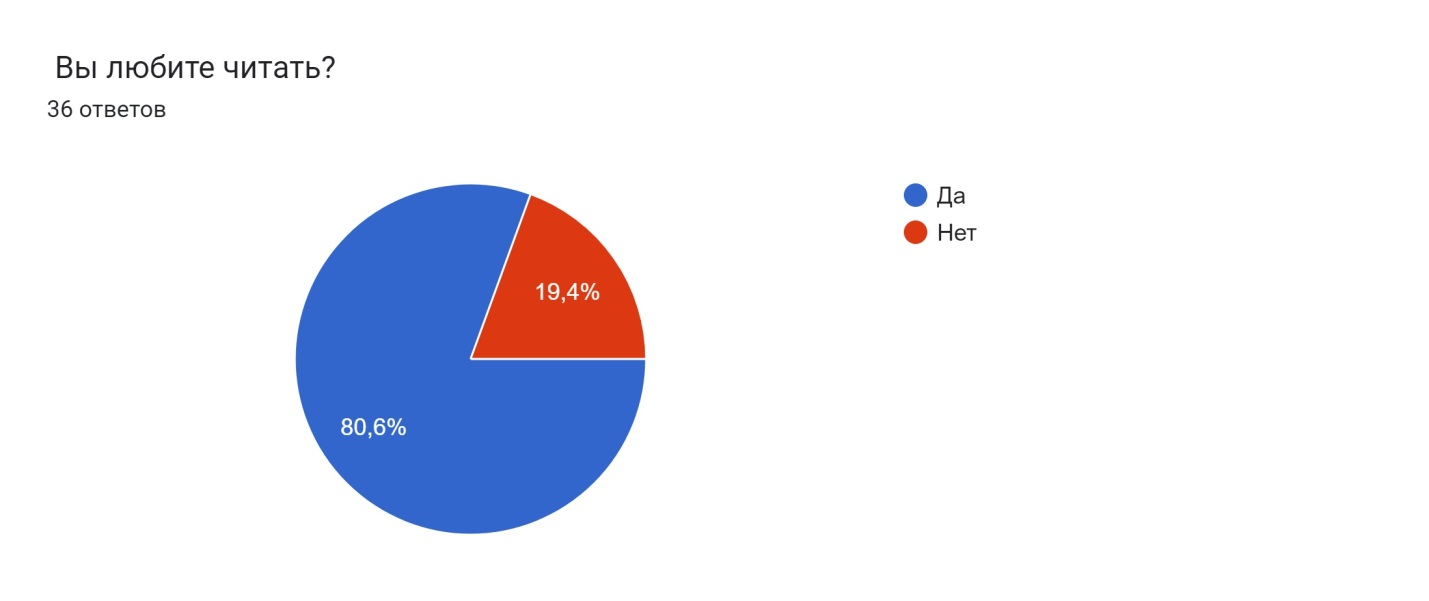 Вы любите читать?
36 ответов
Да
Нет
19,4%
80,6%